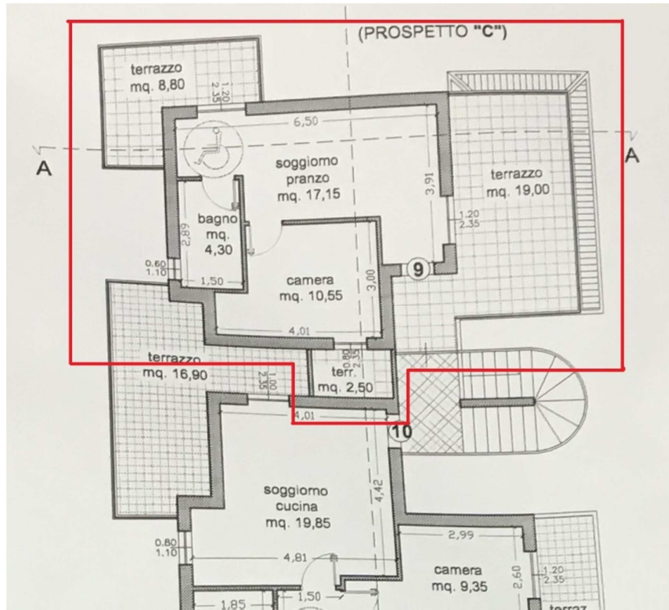 (PROSPETTO "C")
terrazzo
mq. 8,80
1.20
2.35
6,50
A
A
soggiorno
pranzo
mq. 17,15
3,91
terrazzo
mq. 19,00
1.20
2.35
bagno
mq.
4,30
2,89
0.60
1.10
1,50
camera
mq. 10,55
3,00
9
4,01
0.80
2.35
terrazzo
mq. 16,90
1.00
2.35
terr.
mq. 2,50
4,01
10
soggiorno
cucina
mq. 19,85
4,42
0.80
1.10
4,81
2,99
camera
mq. 9,35
2,60
1.20
2.35
1,85
1,50
terraz